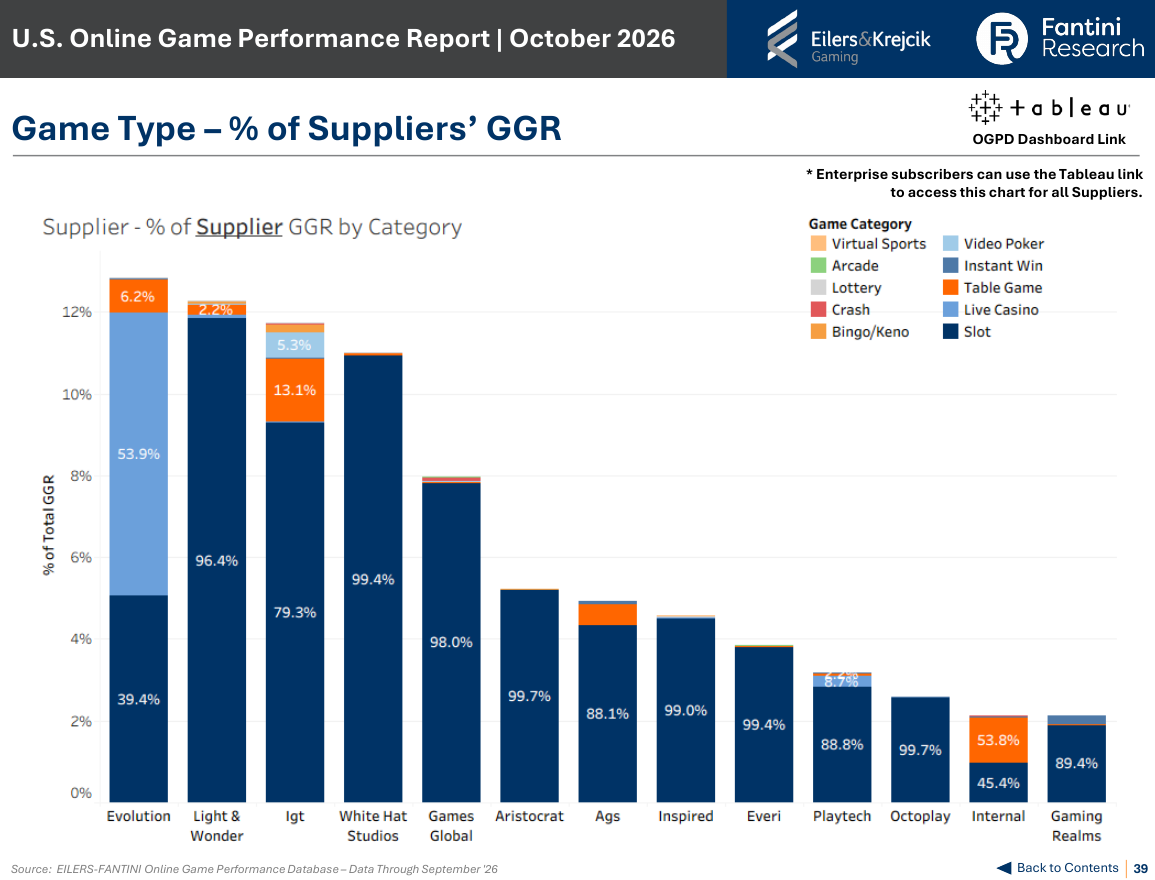 U.S. Online Game Performance Report | October 2026
Eilers&Krejcik
Gaming
Fantini
Research
Game Type – % of Suppliers’ GGR
+ a b l e a u
OGPD Dashboard Link
* Enterprise subscribers can use the Tableau link
to access this chart for all Suppliers.
Supplier - % of Supplier GGR by Category
Game Category
Virtual Sports
Video Poker
Arcade
Instant Win
Lottery
Table Game
Crash
Live Casino
Bingo/Keno
Slot
% of Total GGR
12%
10%
8%
6%
4%
2%
0%
6.2%
53.9%
39.4%
2.2%
96.4%
5.3%
13.1%
79.3%
99.4%
98.0%
99.7%
88.1%
99.0%
99.4%
2.2%
8.7%
88.8%
99.7%
53.8%
45.4%
89.4%
Evolution
Light &
Wonder
Igt
White Hat
Studios
Games
Global
Aristocrat
Ags
Inspired
Everi
Playtech
Octoplay
Internal
Gaming
Realms
Source: EILERS-FANTINI Online Game Performance Database – Data Through September '26
Back to Contents
39